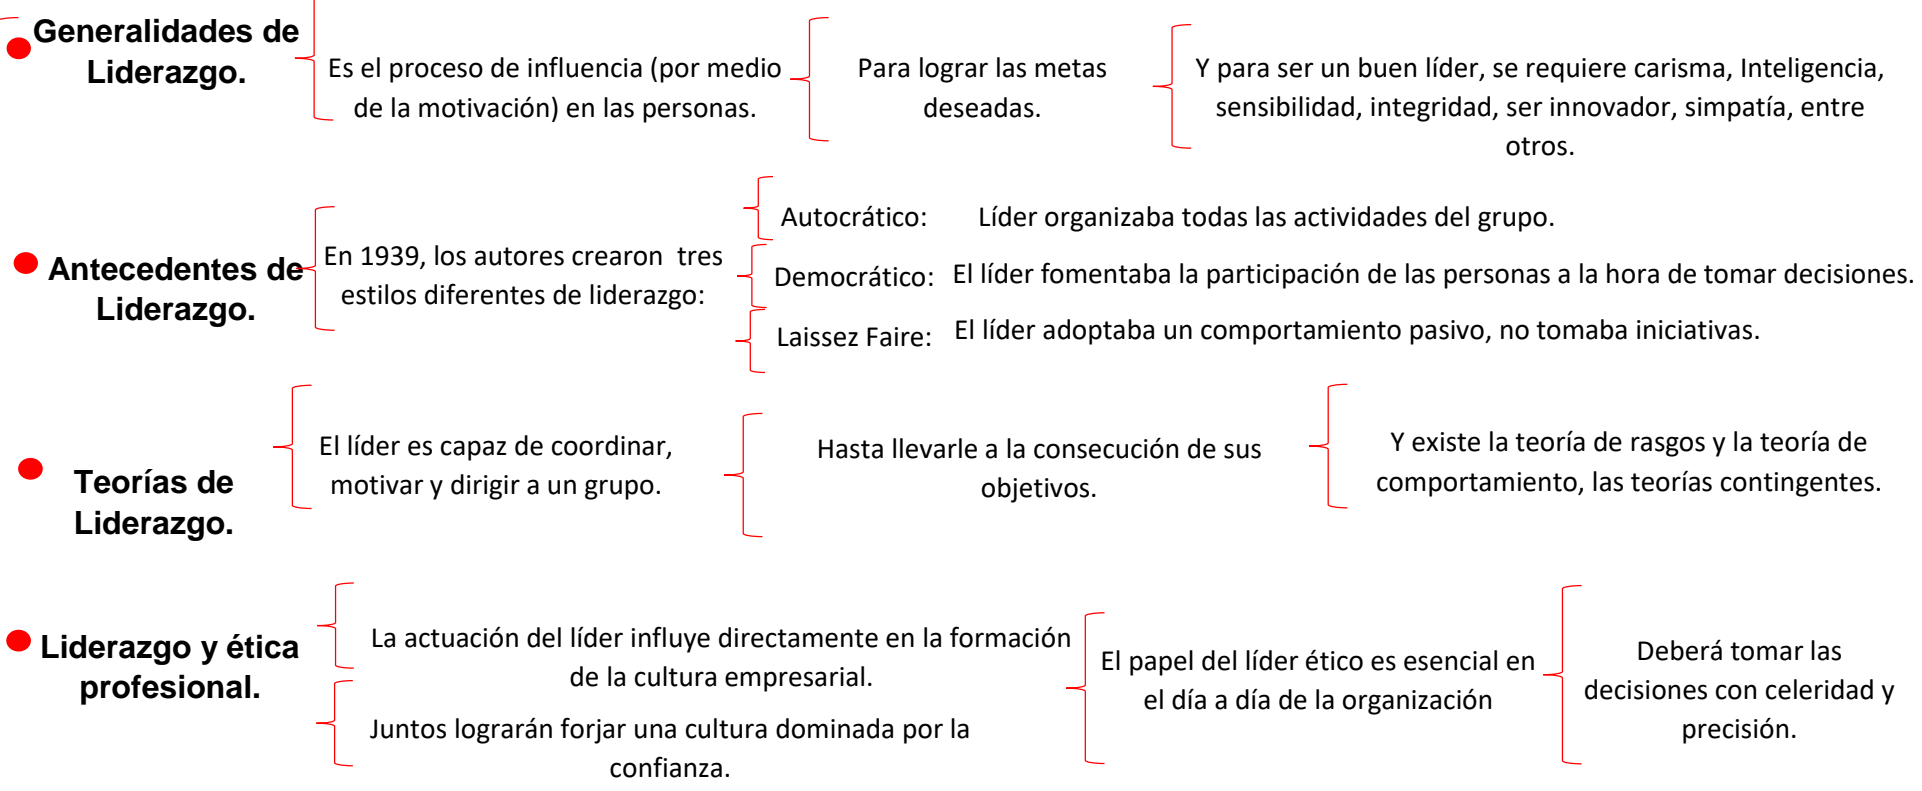 Generalidades de
Liderazgo.
Es el proceso de influencia (por medio
de la motivación) en las personas.
Para lograr las metas
deseadas.
Y para ser un buen líder, se requiere carisma, Inteligencia,
sensibilidad, integridad, ser innovador, simpatía, entre
otros.
Antecedentes de
Liderazgo.
En 1939, los autores crearon  tres
estilos diferentes de liderazgo:
Autocrático:
Líder organizaba todas las actividades del grupo.
Democrático:
El líder fomentaba la participación de las personas a la hora de tomar decisiones.
Laissez Faire:
El líder adoptaba un comportamiento pasivo, no tomaba iniciativas.
Teorías de
Liderazgo.
El líder es capaz de coordinar,
motivar y dirigir a un grupo.
Hasta llevarle a la consecución de sus
objetivos.
Y existe la teoría de rasgos y la teoría de
comportamiento, las teorías contingentes.
Liderazgo y ética
profesional.
La actuación del líder influye directamente en la formación
de la cultura empresarial.
Juntos lograrán forjar una cultura dominada por la
confianza.
El papel del líder ético es esencial en
el día a día de la organización
Deberá tomar las
decisiones con celeridad y
precisión.